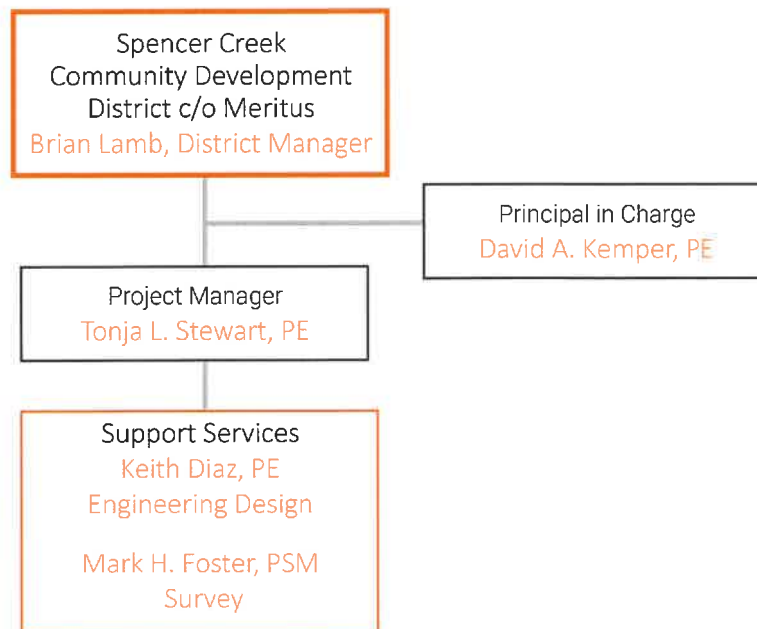 Spencer Creek
Community Development
District c/o Meritus
Brian Lamb, District Manager
Principal in Charge
David A. Kemper, PE
Project Manager
Tonja L. Stewart, PE
Support Services
Keith Diaz, PE
Engineering Design
Mark H. Foster, PSM
Survey